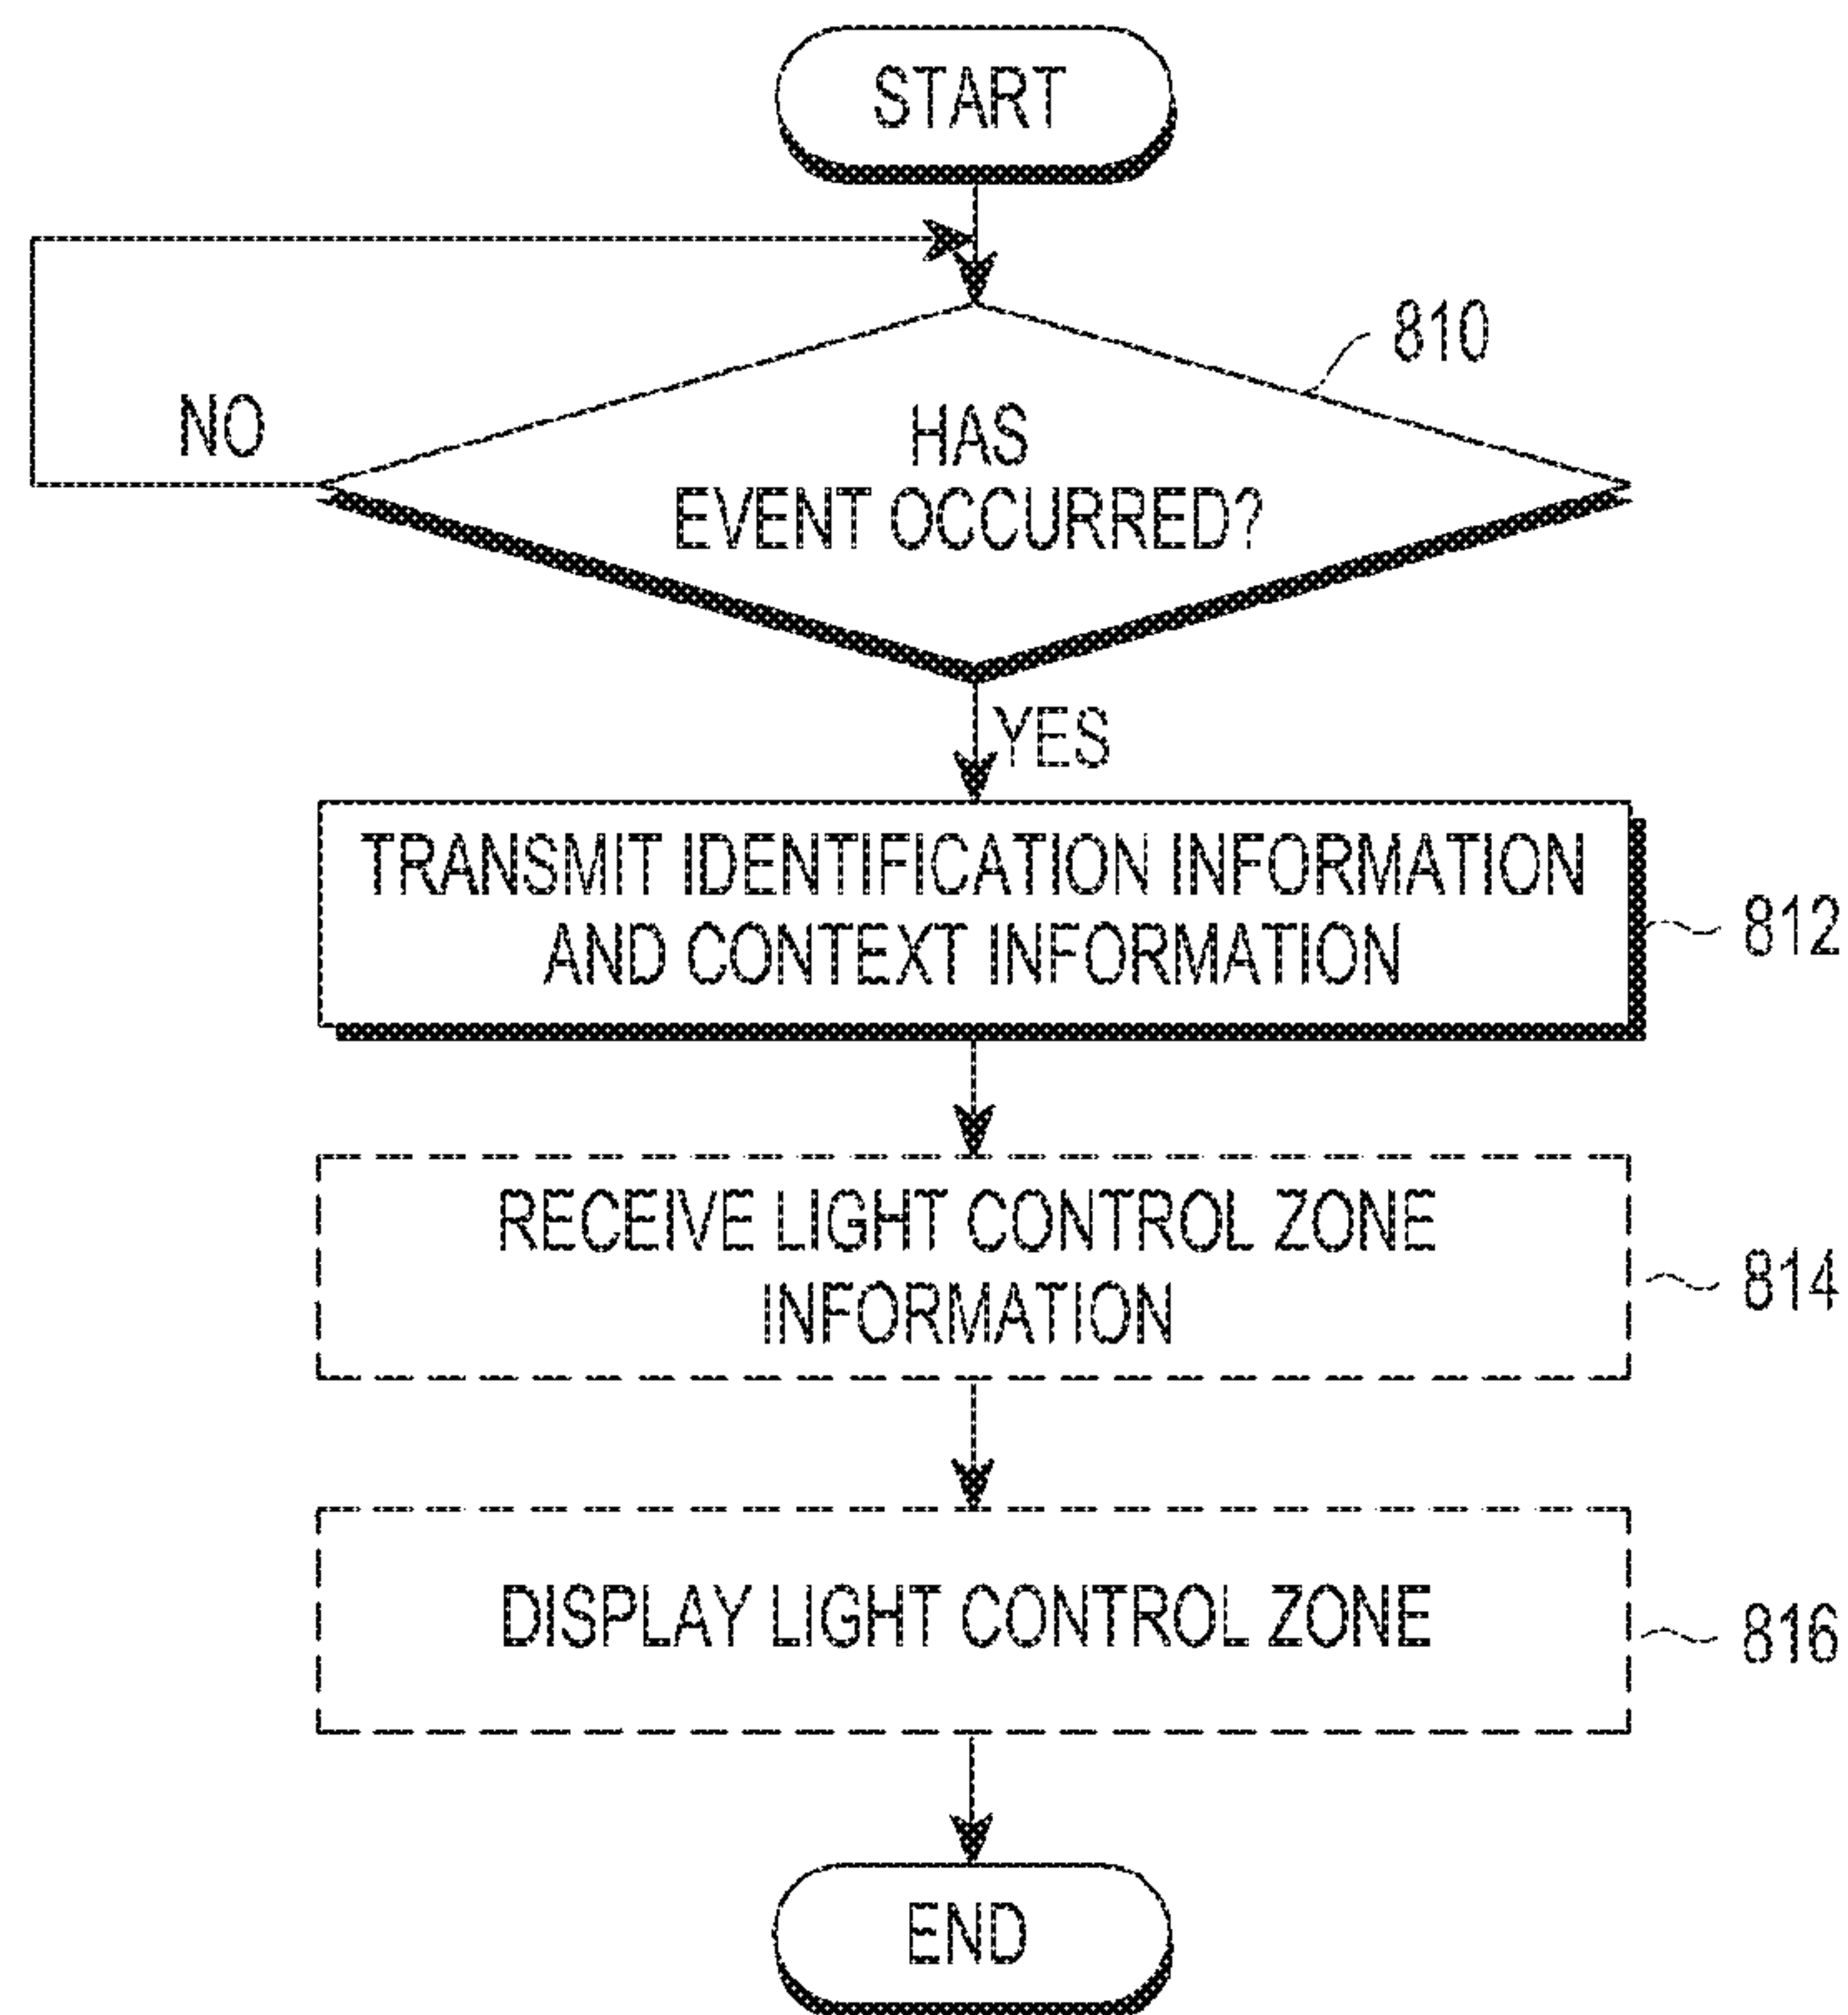 START
810
NO
HAS
EVENT OCCURRED?
YES
TRANSMIT IDENTIFICATION INFORMATION
AND CONTEXT INFORMATION
812
RECEIVE LIGHT CONTROL ZONE
INFORMATION
814
DISPLAY LIGHT CONTROL ZONE
816
END